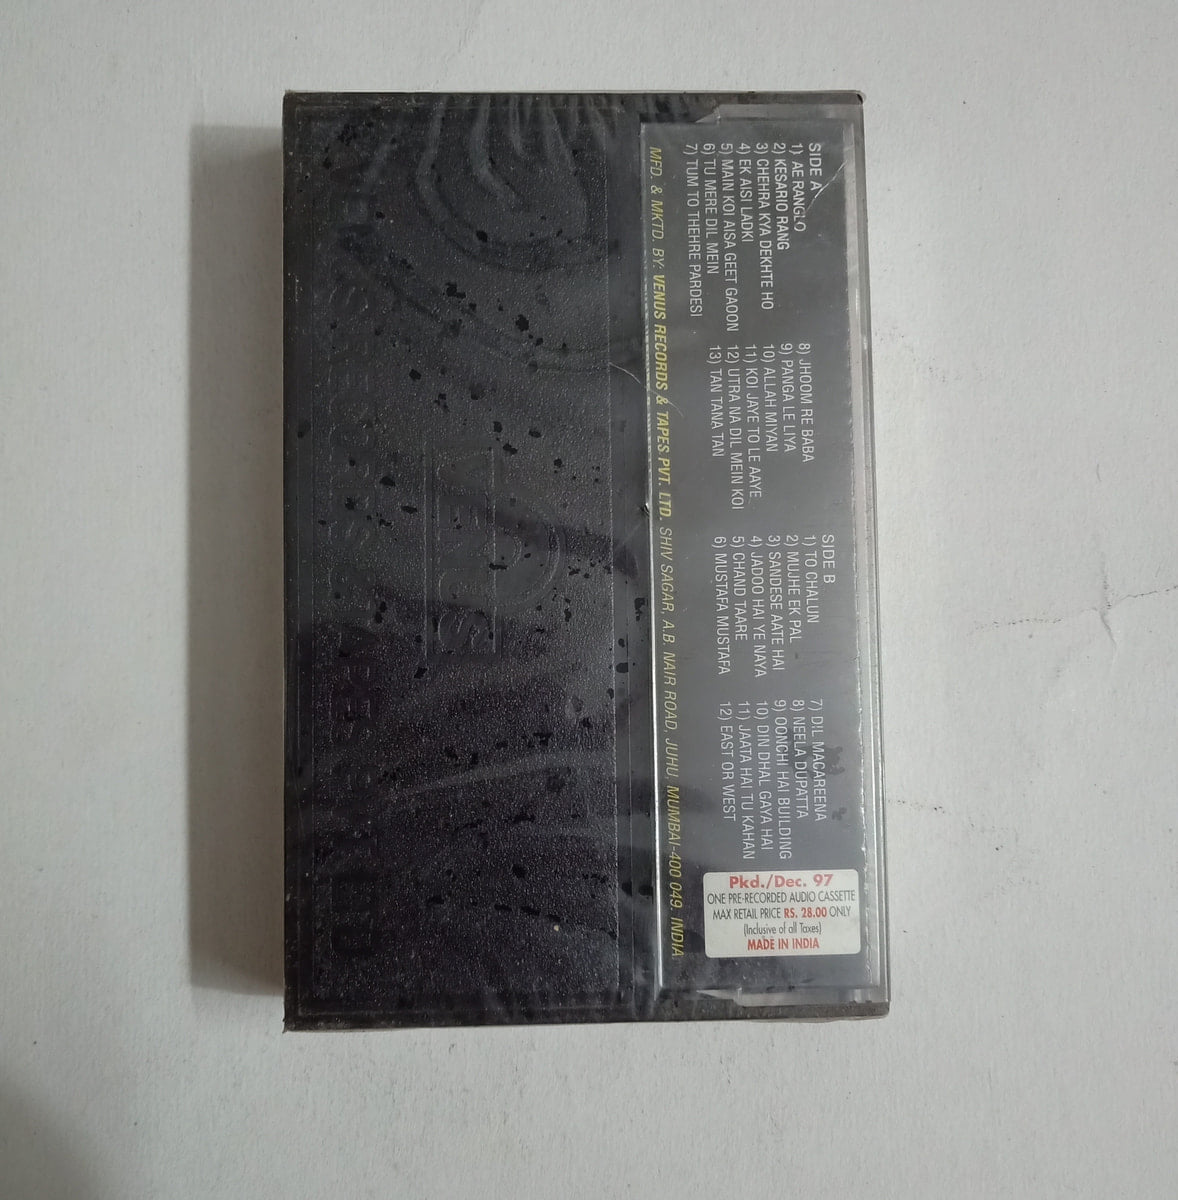 SIDE A
1) AE RANGLO
2) KESARIO RANG
3) CHEHRA KYA DEKHTE HO
4) EK AISI LADKI
5) MAIN KOI AISA GEET GAOON
6) TU MERE DIL MEIN
7) TUM TO THEHRE PARDESI
8) JHOOM RE BABA
9) PANGA LE LIYA
10) ALLAH MIYAN
11) KOI JAYE TO LE AAYE
12) UTRA NA DIL MEIN KOI
13) TAN TANA TAN
SIDE B
1) TO CHALUN
2) MUJHE EK PAL
3) SANDESE AATE HAI
4) JADOO HAI YE NAYA
5) CHAND TAARE
6) MUSTAFA MUSTAFA
7) DIL MACAREENA
8) NEELA DUPATTA
9) OONCHI HAI BUILDING
10) DIN DHAL GAYA HAI
11) JAATA HAI TU KAHAN
12) EAST OR WEST
MFD. & MKTD. BY: VENUS RECORDS & TAPES PVT. LTD. SHIV SAGAR, A.B. NAIR ROAD, JUHU, MUMBAI-400 049. INDIA
Pkd./Dec. 97
ONE PRE-RECORDED AUDIO CASSETTE
MAX RETAIL PRICE RS. 28.00 ONLY
(Inclusive of all Taxes)
MADE IN INDIA
VENUS